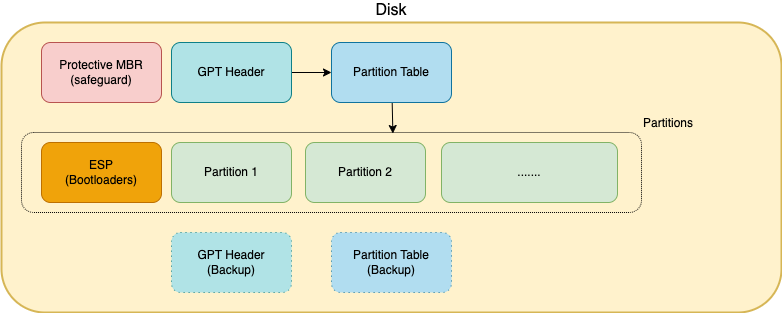 Disk
Protective MBR
(safeguard)
GPT Header
Partition Table
Partitions
ESP
(Bootloaders)
Partition 1
Partition 2
.......
GPT Header
(Backup)
Partition Table
(Backup)